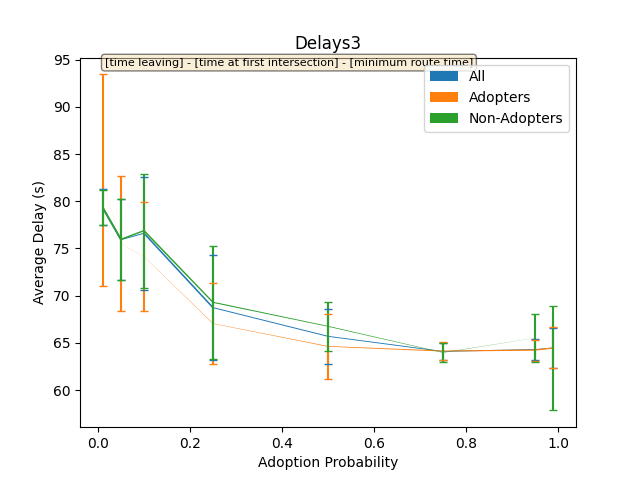 Delays3
[time leaving] - [time at first intersection] - [minimum route time]
All
Adopters
Non-Adopters
Average Delay (s)
95
90
85
80
75
70
65
60
0.0 0.2 0.4 0.6 0.8 1.0
Adoption Probability